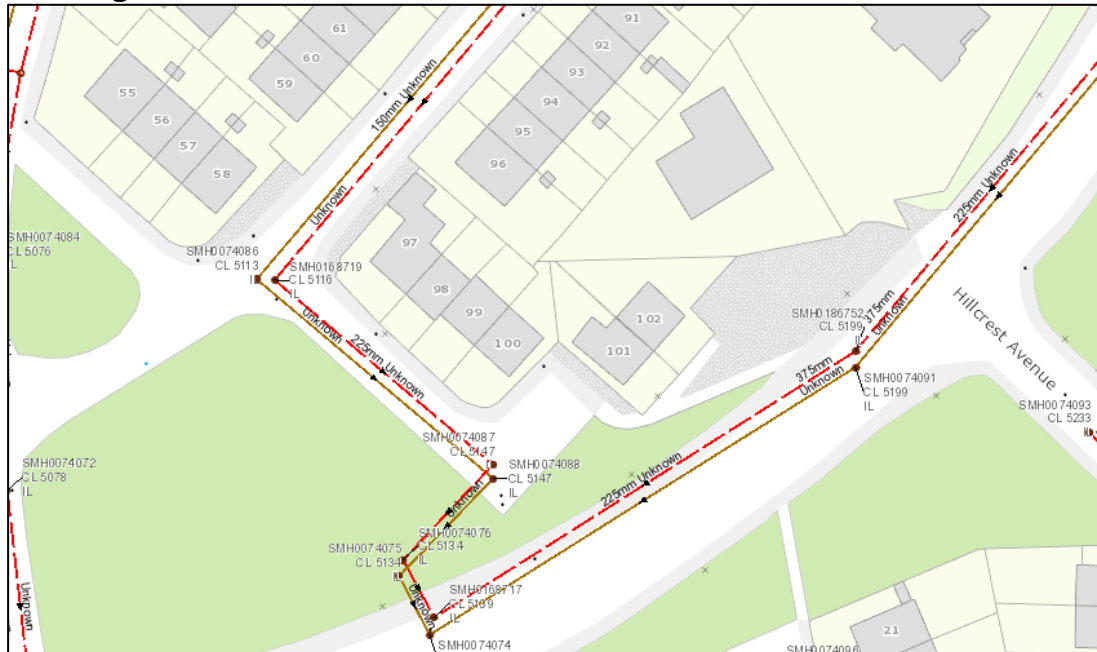 61
60
59
55
56
57
58
91
92
93
94
95
96
150mm Unknown
Unknown
97
98
99
100
102
101
SMH0074084
CL 5076
IL
SMH0074086
CL 5113
SMH0168719
CL 5116
IL
Unknown
225mm Unknown
225mm Unknown
375mm
Unknown
SMH0186752
CL 5199
IL
Hillcrest Avenue
375mm
Unknown
SMH0074091
CL 5199
IL
SMH0074093
CL 5233
SMH0074087
CL 5147
SMH0074088
CL 5147
IL
Unknown
225mm Unknown
SMH0074072
CL 5078
IL
SMH0074076
CL 5134
IL
SMH0074075
CL 5134
Unknown
SMH0168717
CL 5139
IL
SMH0074074
Unknown
21
SMH0074096